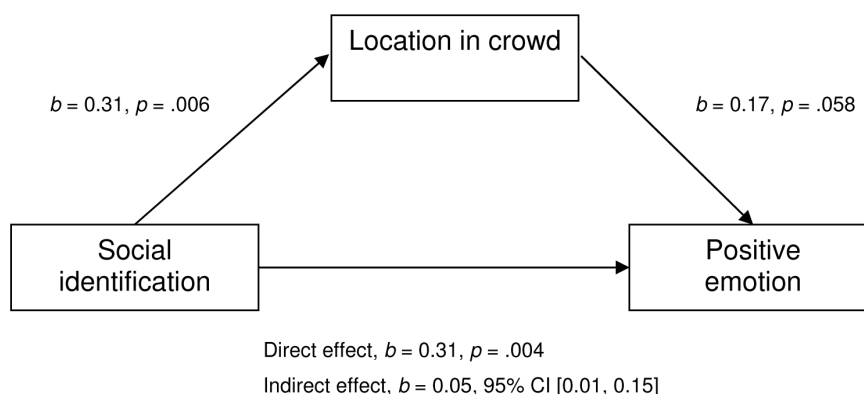 Location in crowd
b = 0.31, p = .006
b = 0.17, p = .058
Social
identification
Positive
emotion
Direct effect, b = 0.31, p = .004
Indirect effect, b = 0.05, 95% CI [0.01, 0.15]